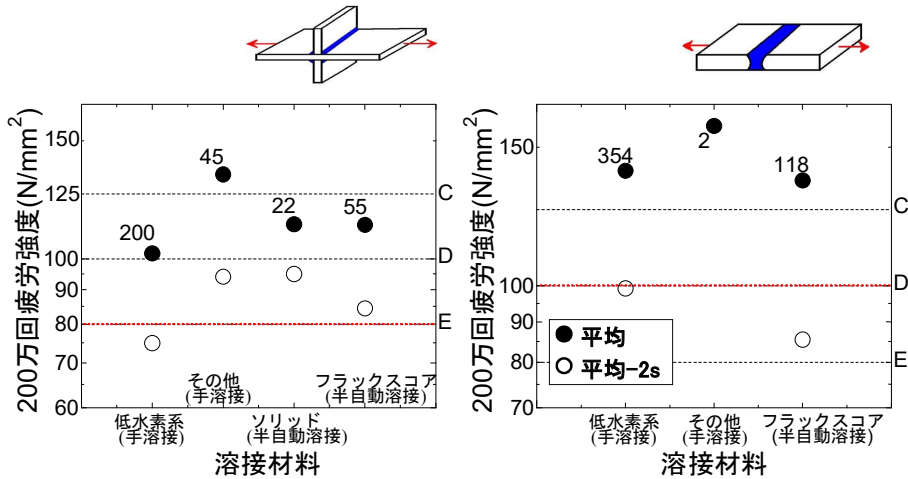 200万回疲労強度(N/mm²)
150
125
100
90
80
70
60
200
45
22
55
C
D
E
その他
(手溶接)
フラックスコア
(半自動溶接)
低水素系
(手溶接)
ソリッド
(半自動溶接)
溶接材料
200万回疲労強度(N/mm²)
150
100
90
80
70
354
2
118
C
D
E
平均
平均-2s
低水素系
(手溶接)
その他
(手溶接)
フラックスコア
(半自動溶接)
溶接材料